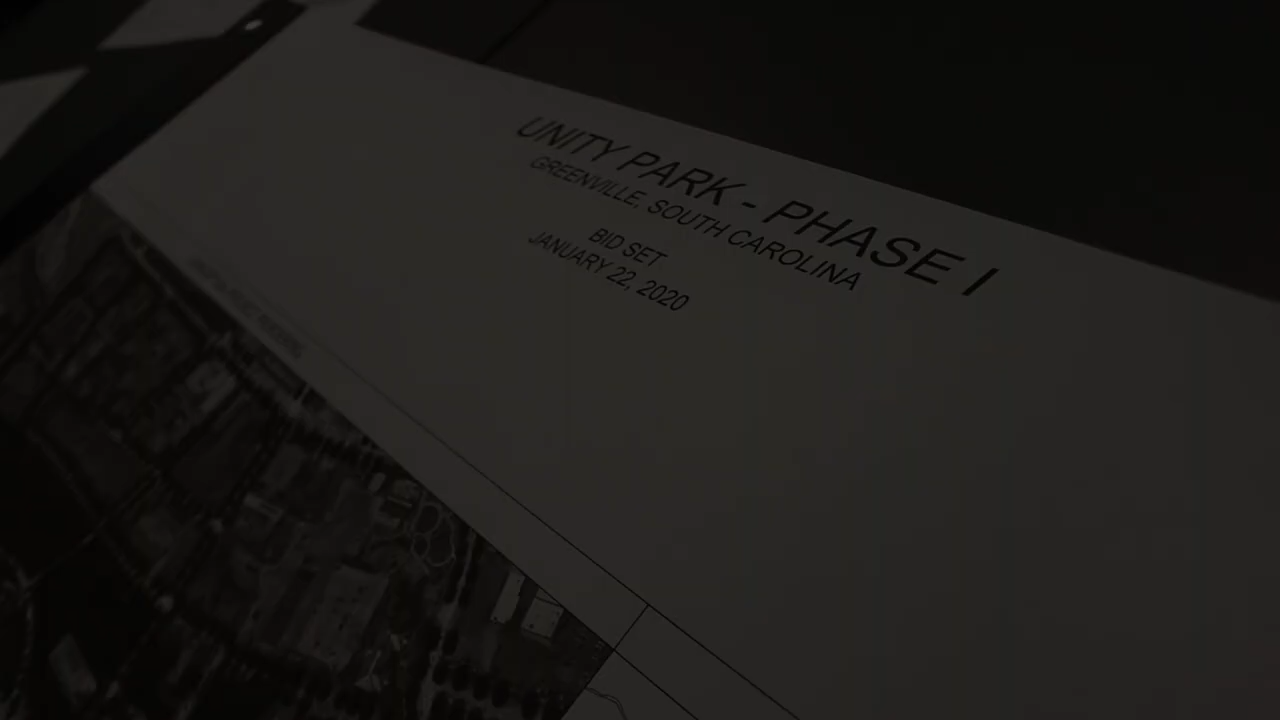 UNITY PARK - PHASE I
GREENVILLE, SOUTH CAROLINA
BID SET
JANUARY 22, 2020